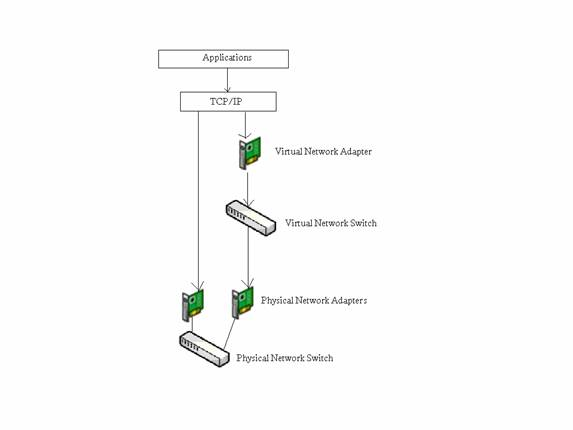 Applications
TCP/IP
Virtual Network Adapter
Virtual Network Switch
Physical Network Adapters
Physical Network Switch